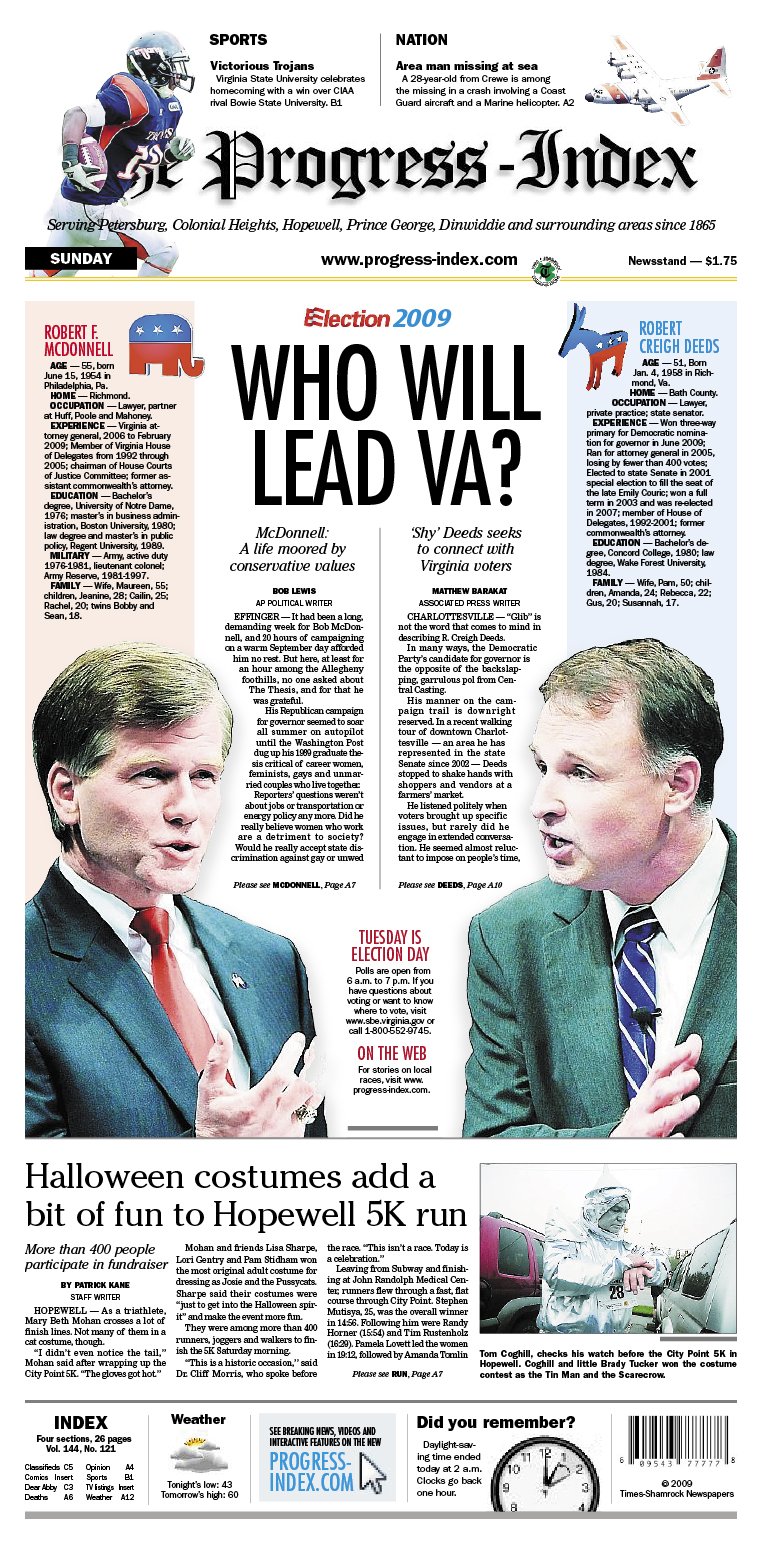 SPORTS
Victorious Trojans
Virginia State University celebrates
homecoming with a win over CIAA
rival Bowie State University. B1
NATION
Area man missing at sea
A 28-year-old from Crewe is among
the missing in a crash involving a Coast
Guard aircraft and a Marine helicopter. A2
The Progress-Index
Serving Petersburg, Colonial Heights, Hopewell, Prince George, Dinwiddie and surrounding areas since 1865
SUNDAY
www.progress-index.com
Newsstand — $1.75
ROBERT F.
MCDONNELL
AGE — 55, born
June 15, 1954 in
Philadelphia, Pa.
HOME — Richmond.
OCCUPATION — Lawyer, partner
at Huff, Poole and Mahoney.
EXPERIENCE — Virginia at-
torney general, 2006 to February
2009; Member of Virginia House
of Delegates from 1992 through
2005; chairman of House Courts
of Justice Committee; former as-
sistant commonwealth's attorney.
EDUCATION — Bachelor's
degree, University of Notre Dame,
1976; master's in business admin-
istration, Boston University, 1980;
law degree and master's in public
policy, Regent University, 1989.
MILITARY — Army, active duty
1976-1981, lieutenant colonel;
Army Reserve, 1981-1997.
FAMILY — Wife, Maureen, 55;
children, Jeanine, 28; Cailin, 25;
Rachel, 20; twins Bobby and
Sean, 18.
Election 2009
WHO WILL
LEAD VA?
McDonnell:
A life moored by
conservative values
BOB LEWIS
AP POLITICAL WRITER
EFFINGER — It had been a long,
demanding week for Bob McDon-
nell, and 20 hours of campaigning
on a warm September day afforded
him no rest. But here, at least for
an hour among the Allegheny
foothills, no one asked about
The Thesis, and for that he
was grateful.
His Republican campaign
for governor seemed to soar
all summer on autopilot
until the Washington Post
dug up his 1989 graduate the-
sis critical of career women,
feminists, gays and unmar-
ried couples who live together.
Reporters' questions weren't
about jobs or transportation or
energy policy any more. Did he
really believe women who work
are a detriment to society?
Would he really accept state dis-
crimination against gay or unwed
Please see MCDONNELL, Page A7
'Shy' Deeds seeks
to connect with
Virginia voters
MATTHEW BARAKAT
ASSOCIATED PRESS WRITER
CHARLOTTESVILLE — "Glib" is
not the word that comes to mind in
describing R. Creigh Deeds.
In many ways, the Democratic
Party's candidate for governor is
the opposite of the backslap-
ping, garrulous pol from Cen-
tral Casting.
His manner on the cam-
paign trail is downright
reserved. In a recent walking
tour of downtown Charlot-
tesville — an area he has
represented in the state
Senate since 2002 — Deeds
stopped to shake hands with
shoppers and vendors at a
farmers' market.
He listened politely when
voters brought up specific
issues, but rarely did he
engage in extended conversa-
tion. He seemed almost reluc-
tant to impose on people's time,
Please see DEEDS, Page A10
ROBERT
CREIGH DEEDS
AGE — 51, Born
Jan. 4, 1958 in Rich-
mond, Va.
HOME — Bath County.
OCCUPATION — Lawyer,
private practice; state senator.
EXPERIENCE — Won three-way
primary for Democratic nomina-
tion for governor in June 2009;
Ran for attorney general in 2005,
losing by fewer than 400 votes;
Elected to state Senate in 2001
special election to fill the seat of
the late Emily Couric; won a full
term in 2003 and was re-elected
in 2007; member of House of
Delegates, 1992-2001; former
commonwealth's attorney.
EDUCATION — Bachelor's de-
gree, Concord College, 1980; law
degree, Wake Forest University,
1984.
FAMILY — Wife, Pam, 50; chil-
dren, Amanda, 24; Rebecca, 22;
Gus, 20; Susannah, 17.
TUESDAY IS
ELECTION DAY
Polls are open from
6 a.m. to 7 p.m. If you
have questions about
voting or want to know
where to vote, visit
www.sbe.virginia.gov or
call 1-800-552-9745.
ON THE WEB
For stories on local
races, visit www.
progress-index.com.
Halloween costumes add a
bit of fun to Hopewell 5K run
More than 400 people
participate in fundraiser
BY PATRICK KANE
STAFF WRITER
HOPEWELL — As a triathlete,
Mary Beth Mohan crosses a lot of
finish lines. Not many of them in a
cat costume, though.
"I didn't even notice the tail,"
Mohan said after wrapping up the
City Point 5K. "The gloves got hot."
Mohan and friends Lisa Sharpe,
Lori Gentry and Pam Stidham won
the most original adult costume for
dressing as Josie and the Pussycats.
Sharpe said their costumes were
"just to get into the Halloween spir-
it" and make the event more fun.
They were among more than 400
runners, joggers and walkers to fin-
ish the 5K Saturday morning.
"This is a historic occasion," said
Dr. Cliff Morris, who spoke before
the race. "This isn't a race. Today is
a celebration."
Leaving from Subway and finish-
ing at John Randolph Medical Cen-
ter, runners flew through a fast, flat
course through City Point. Stephen
Mutisya, 25, was the overall winner
in 14:56. Following him were Randy
Horner (15:54) and Tim Rustenholz
(16:29). Pamela Lovett led the women
in 19:12, followed by Amanda Tomlin
Please see RUN, Page A7
28
Tom Coghill, checks his watch before the City Point 5K in
Hopewell. Coghill and little Brady Tucker won the costume
contest as the Tin Man and the Scarecrow.
INDEX
Four sections, 26 pages
Vol. 144, No. 121
Classifieds C5 Opinion A4
Comics Insert Sports B1
Dear Abby C3 TV listings Insert
Deaths A6 Weather A12
Weather
Tonight's low: 43
Tomorrow's high: 60
SEE BREAKING NEWS, VIDEOS AND
INTERACTIVE FEATURES ON THE NEW
PROGRESS-
INDEX.COM
Did you remember?
Daylight-sav-
ing time ended
today at 2 a.m.
Clocks go back
one hour.
12
11 1
10 2
9 3
8 4
6 09543 77777 8
© 2009
Times-Shamrock Newspapers